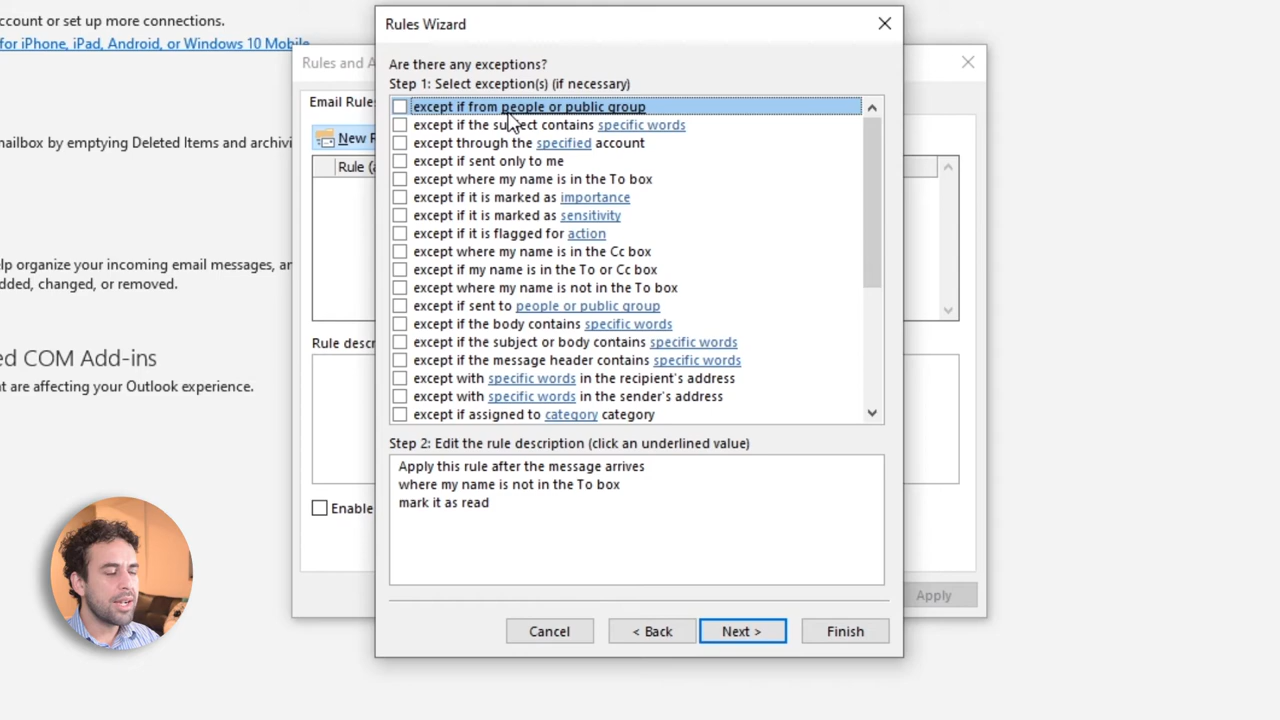 ccount or set up more connections.
for iPhone, iPad, Android, or Windows 10 Mobile.
Rules Wizard
Rules and A
Are there any exceptions?
Step 1: Select exception(s) (if necessary)
Email Rules
except if from people or public group
except if the subject contains specific words
New R
except through the specified account
mailbox by emptying Deleted Items and archivi
except if sent only to me
Rule (a
except where my name is in the To box
except if it is marked as importance
except if it is marked as sensitivity
except if it is flagged for action
except where my name is in the Cc box
elp organize your incoming email messages, an
except if my name is in the To or Cc box
dded, changed, or removed.
except where my name is not in the To box
except if sent to people or public group
except if the body contains specific words
Rule descr
except if the subject or body contains specific words
ed COM Add-ins
except if the message header contains specific words
except with specific words in the recipient's address
nt are affecting your Outlook experience.
except with specific words in the sender's address
except if assigned to category category
Step 2: Edit the rule description (click an underlined value)
Apply this rule after the message arrives
where my name is not in the To box
mark it as read
Enable
Apply
Cancel
< Back
Next >
Finish